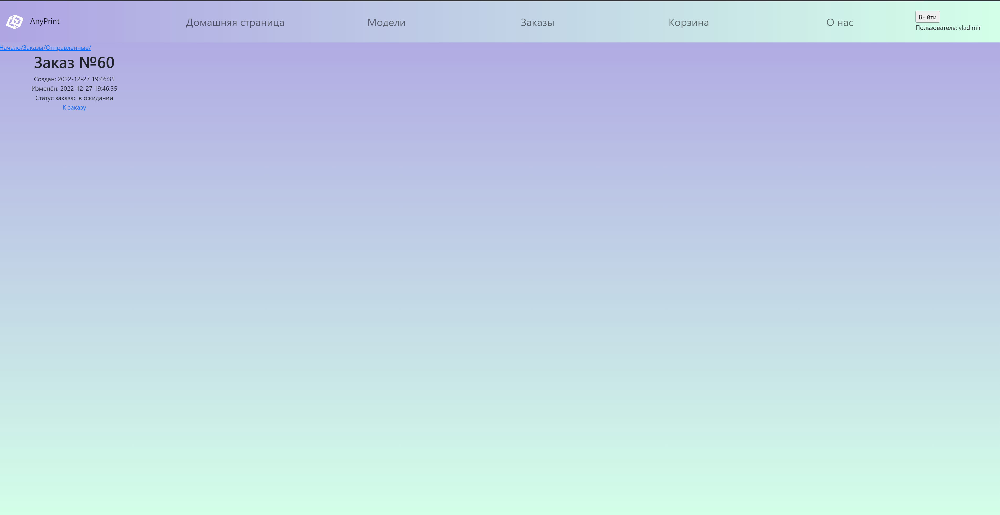 AnyPrint
Домашняя страница
Модели
Заказы
Корзина
О нас
Выйти
Пользователь: vladimir
Начало/Заказы/Отправленные/
Заказ №60
Создан: 2022-12-27 19:46:35
Изменён: 2022-12-27 19:46:35
Статус заказа: в ожидании
К заказу